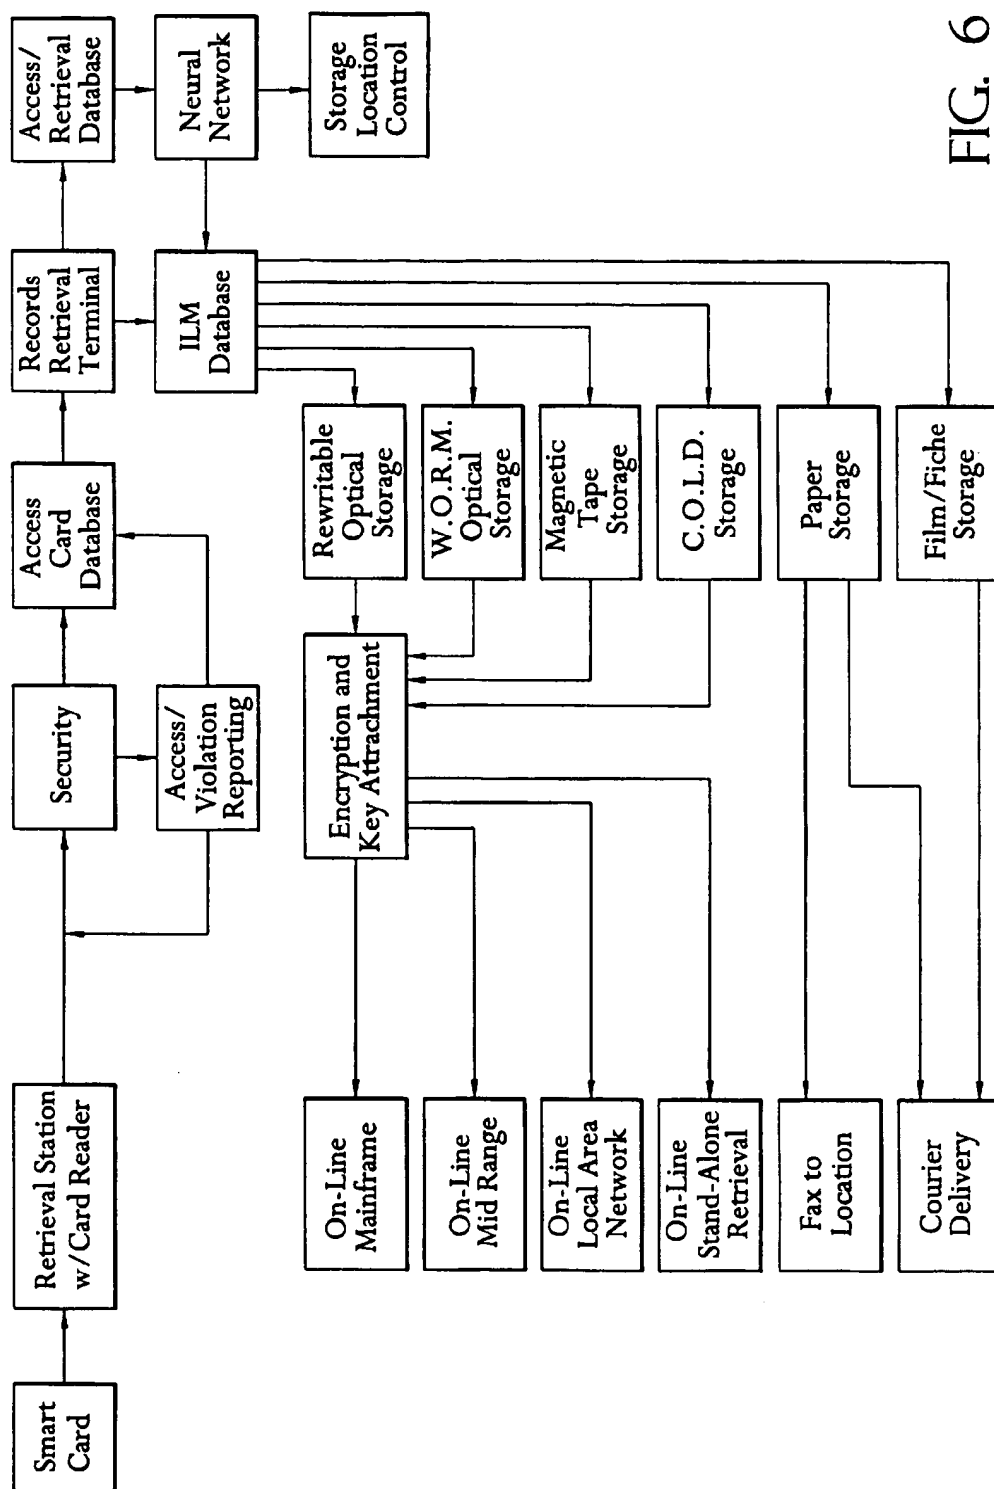 Smart
Card
Retrieval Station
w/Card Reader
Security
Access
Card
Database
Records
Retrieval
Terminal
Access/
Retrieval
Database
Access/
Violation
Reporting
ILM
Database
Neural
Network
Storage
Location
Control
On-Line
Mainframe
Encryption and
Key Attachment
Rewritable
Optical
Storage
On-Line
Mid Range
W.O.R.M.
Optical
Storage
On-Line
Local Area
Network
Magnetic
Tape
Storage
On-Line
Stand-Alone
Retrieval
C.O.L.D.
Storage
Fax to
Location
Paper
Storage
Courier
Delivery
Film/Fiche
Storage
FIG. 6